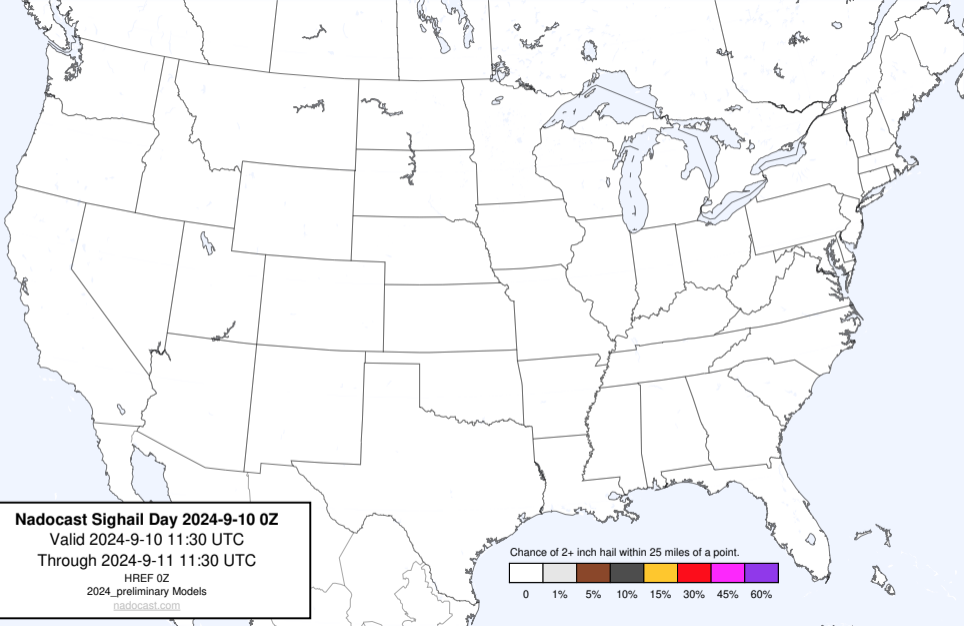 Nadocast Sighail Day 2024-9-10 0Z
Valid 2024-9-10 11:30 UTC
Through 2024-9-11 11:30 UTC
HREF 0Z
2024_preliminary Models
nadocast.com
Chance of 2+ inch hail within 25 miles of a point.
0 1% 5% 10% 15% 30% 45% 60%